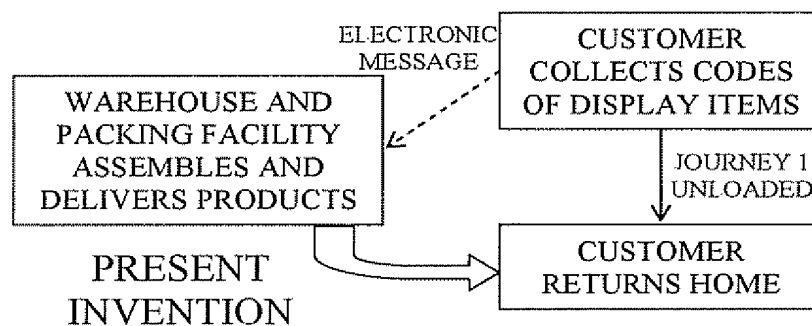 ELECTRONIC
MESSAGE
CUSTOMER
COLLECTS CODES
OF DISPLAY ITEMS
WAREHOUSE AND
PACKING FACILITY
ASSEMBLES AND
DELIVERS PRODUCTS
JOURNEY 1
UNLOADED
CUSTOMER
RETURNS HOME
PRESENT
INVENTION